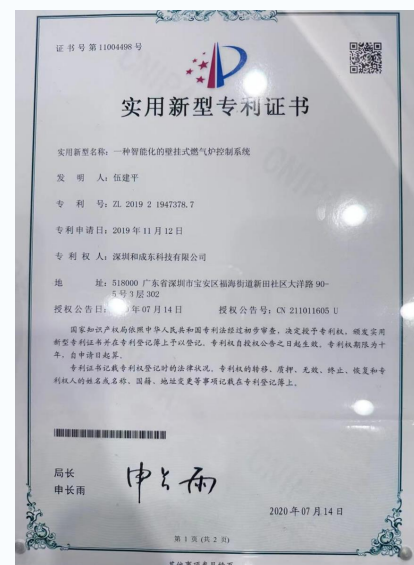 证书号第11004498号
实用新型专利证书
实用新型名称：一种智能化的壁挂式燃气炉控制系统
发 明 人：伍建平
专 利 号：ZL 2019 2 1947378.7
专利申请日：2019年11月12日
专 利 权 人：深圳和成东科技有限公司
地 址：518000 广东省深圳市宝安区福海街道新田社区大洋路90-
5号3层302
授权公告日 年07月14日 授权公告号：CN 211011605 U
国家知识产权局依照中华人民共和国专利法经过初步审查，决定授予专利权，颁发实用
新型专利证书并在专利登记簿上予以登记。专利权自授权公告之日起生效。专利权期限为十
年，自申请日起算。
专利证书记载专利权登记时的法律状况。专利权的转移、质押、无效、终止、恢复和专
利权人的姓名或名称、国籍、地址变更等事项记载在专利登记簿上。
局长
申长雨
申长雨
2020年07月14日
第 1 页 (共 2 页)